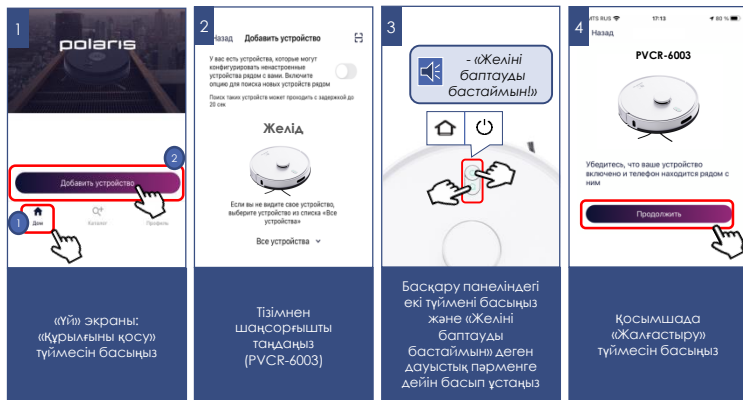 1
polaris
Добавить устройство
2
1
Дом
Каталог
Профиль
«Үй» экраны:
«Құрылғыны қосу»
түймесін басыңыз
2
Назад Добавить устройство
У вас есть устройства, которые могут
конфигурировать ненастроенные
устройства рядом с вами. Включите
опцию для поиска новых устройств рядом
Поиск таких устройств может проходить с задержкой до
20 сек
Желід
Если вы не видите свое устройство,
выберите устройство из списка «Все
устройства»
Все устройства
Тізімнен
шаңсорғышты
таңдаңыз
(PVCR-6003)
3
- «Желіні
баптауды
бастаймын!»
Басқару панеліндегі
екі түймені басыңыз
және «Желіні
баптауды
бастаймын» деген
дауыстық пәрменге
дейін басып ұстаңыз
4
MTS RUS 17:13 80 %
Назад
PVCR-6003
Убедитесь, что ваше устройство
включено и телефон находится рядом с
ним
Продолжить
Қосымшада
«Жалғастыру»
түймесін басыңыз